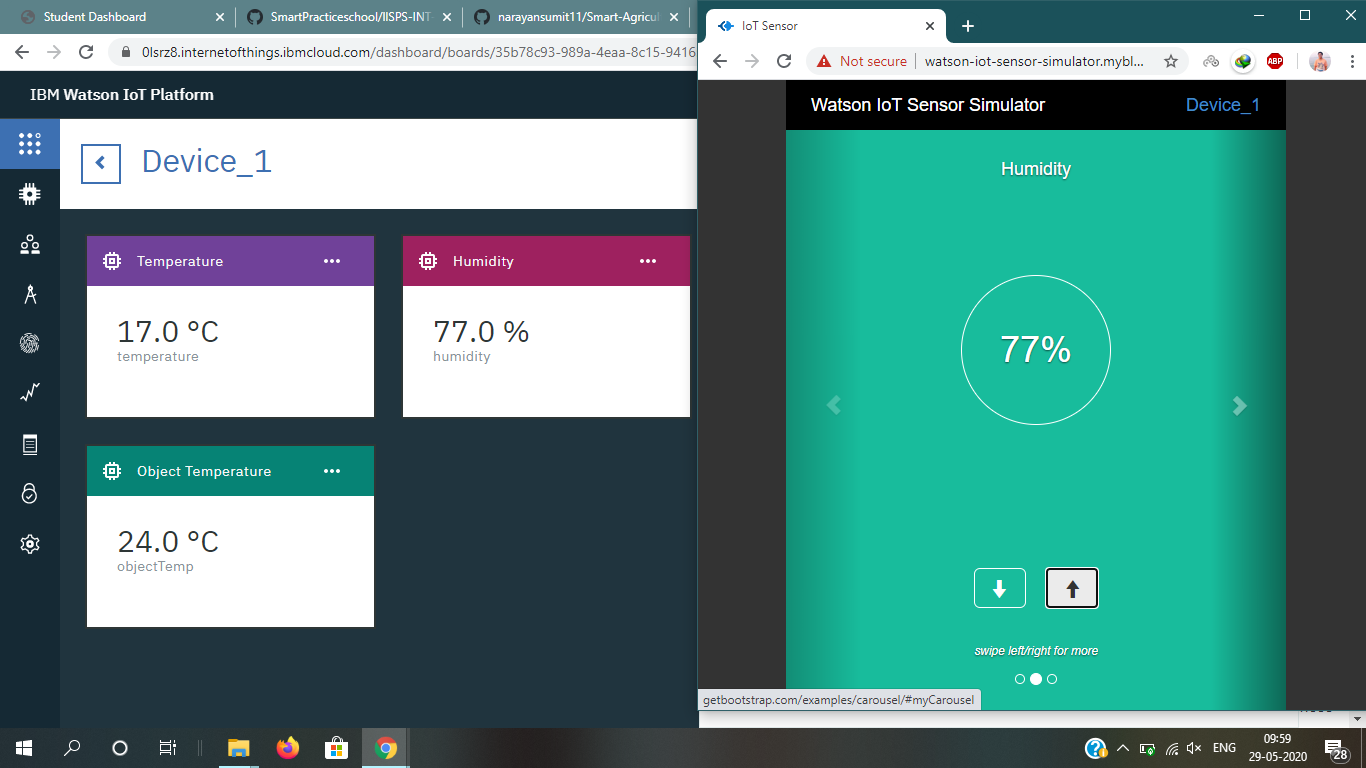 Student Dashboard
SmartPracticeschool/IISPS-INT-
narayansumit11/Smart-Agricul
0lsrz8.internetofthings.ibmcloud.com/dashboard/boards/35b78c93-989a-4eaa-8c15-9416
IBM Watson IoT Platform
Device_1
Temperature
17.0 °C
temperature
Humidity
77.0 %
humidity
Object Temperature
24.0 °C
objectTemp
IoT Sensor
Not secure
watson-iot-sensor-simulator.mybl...
ABP
Watson IoT Sensor Simulator
Device_1
Humidity
77%
swipe left/right for more
getbootstrap.com/examples/carousel/#myCarousel
ENG
09:59
29-05-2020
28